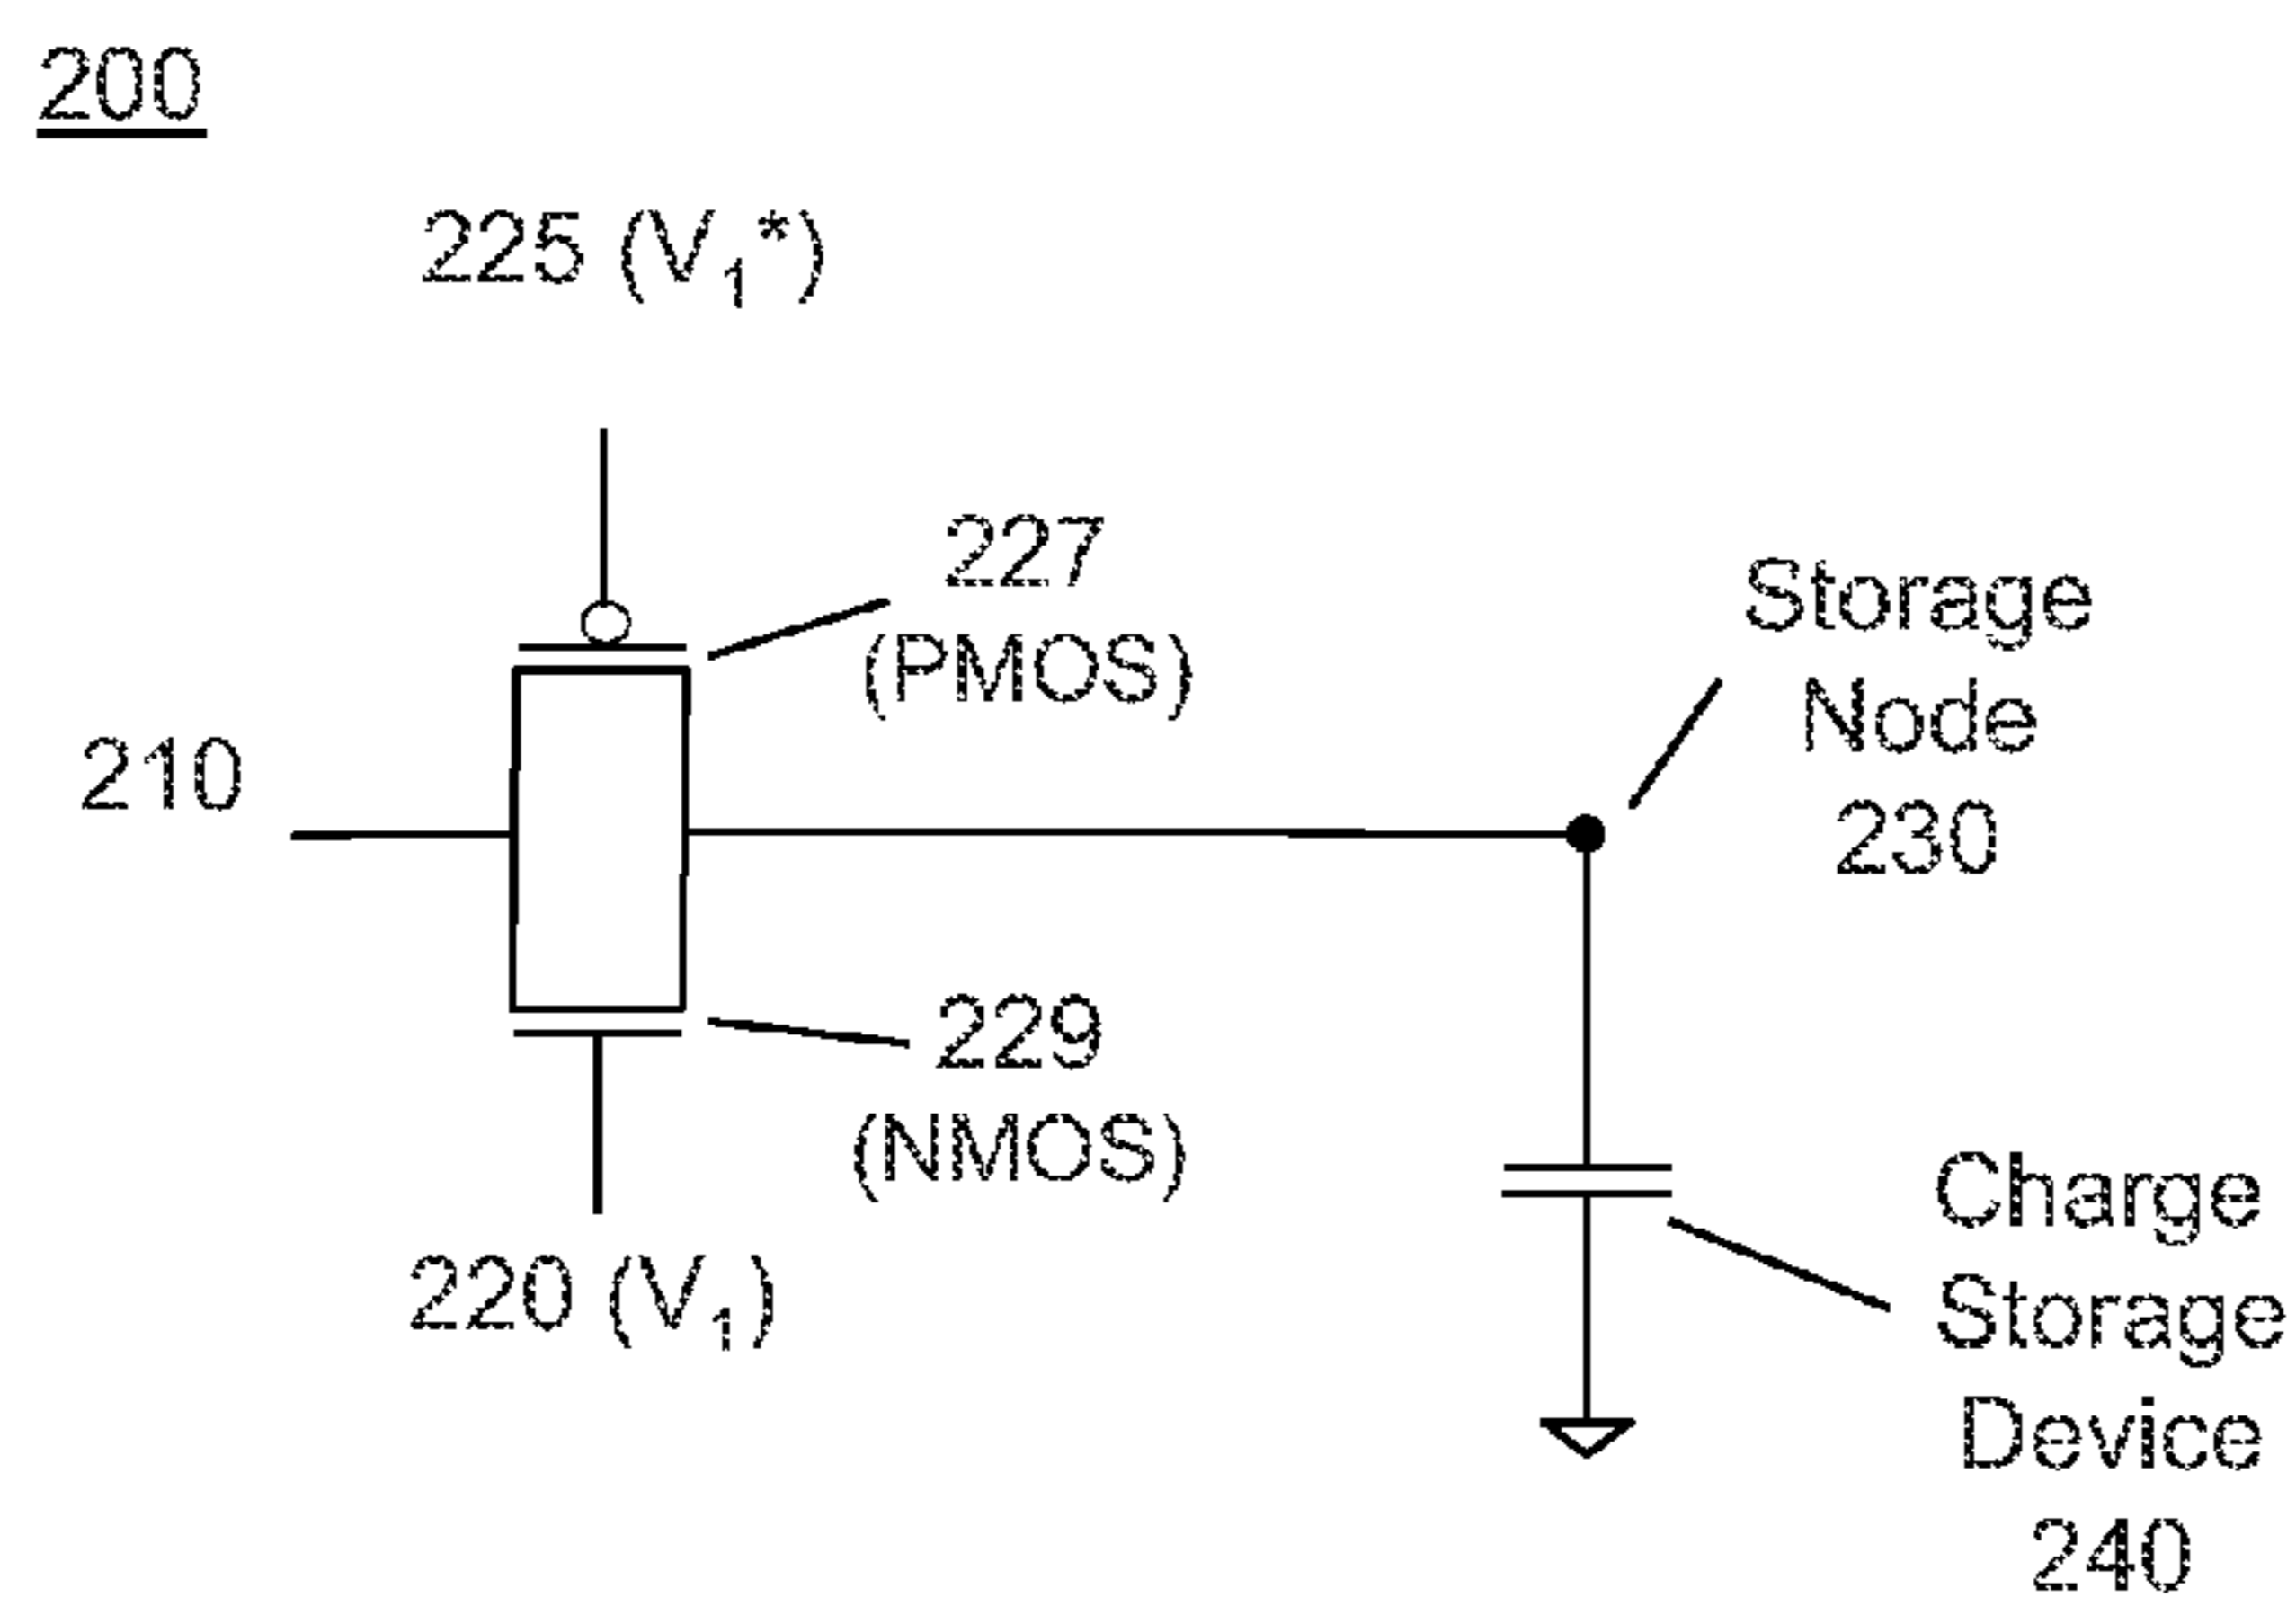 200
225 (V₁*)
227
(PMOS)
Storage
Node
230
210
229
(NMOS)
220 (V₁)
Charge
Storage
Device
240